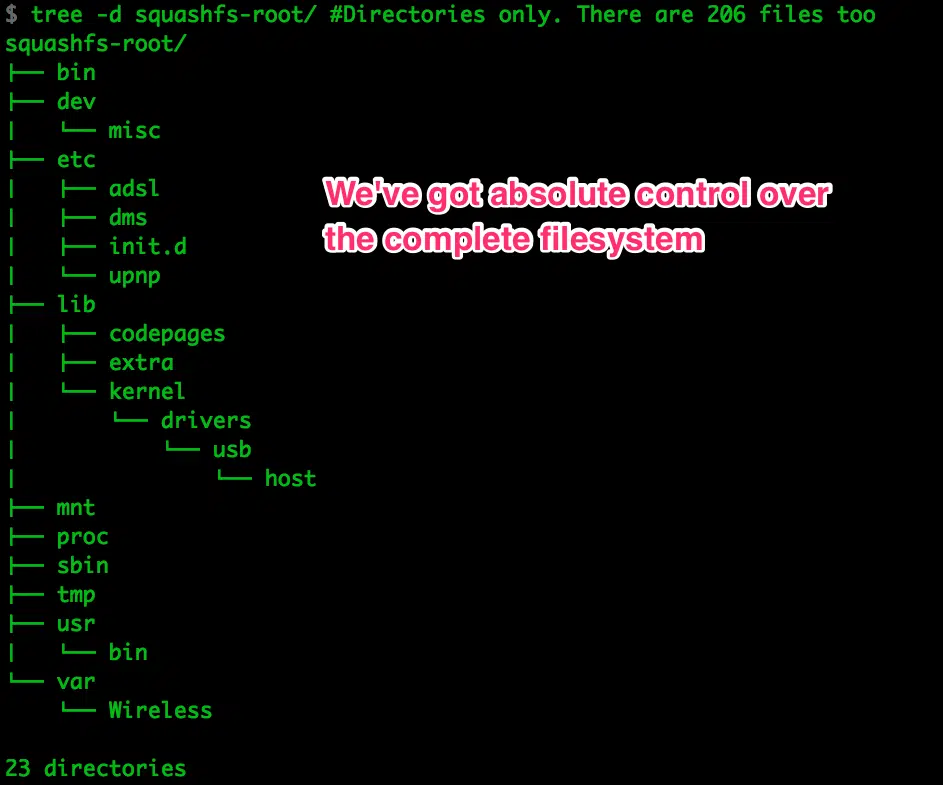 $ tree -d squashfs-root/ #Directories only. There are 206 files too
squashfs-root/
├── bin
├── dev
│   └── misc
├── etc
│   ├── adsl
│   ├── dms
│   ├── init.d
│   └── upnp
├── lib
│   ├── codepages
│   ├── extra
│   └── kernel
│       └── drivers
│           └── usb
│               └── host
├── mnt
├── proc
├── sbin
├── tmp
├── usr
│   └── bin
└── var
    └── Wireless
23 directories
We've got absolute control over
the complete filesystem